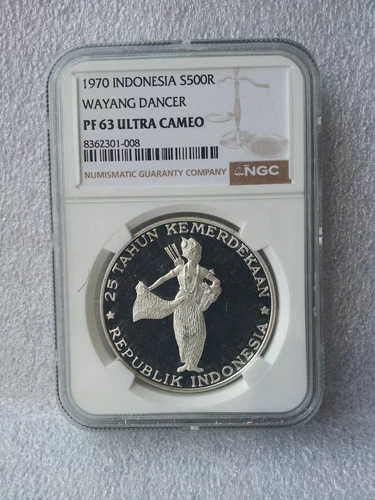 1970 INDONESIA S500R
WAYANG DANCER
PF 63 ULTRA CAMEO
8362301-008
NUMISMATIC GUARANTY COMPANY
NGC
★ 25 TAHUN KEMERDEKAAN ★
REPUBLIK INDONESIA